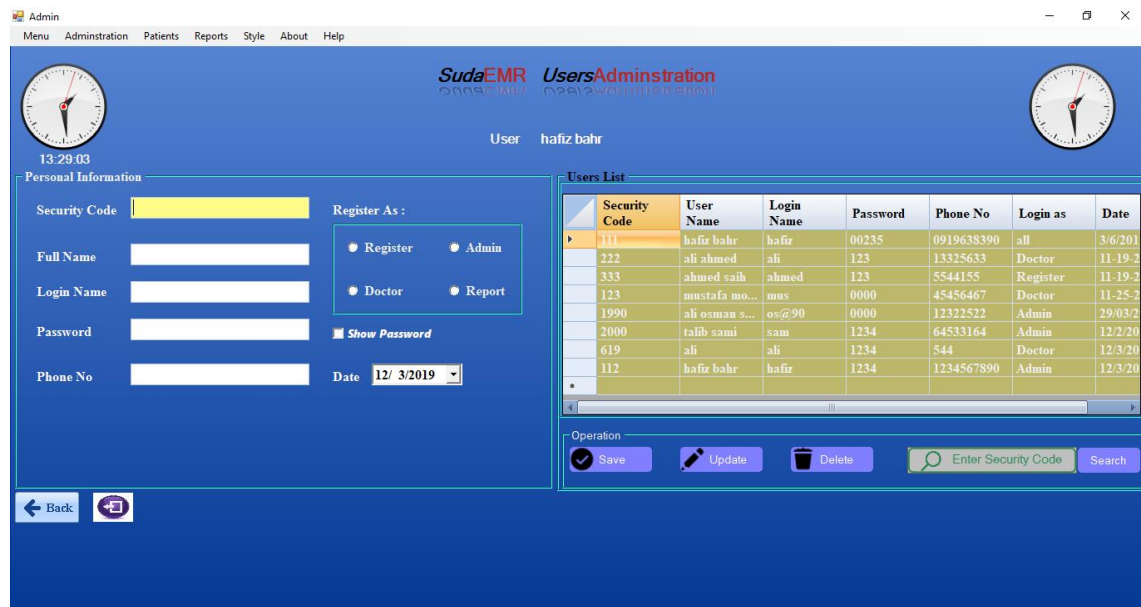 Admin
Menu Adminstration Patients Reports Style About Help
SudaEMR UsersAdminstration
User hafiz bahr
13:29:03
Personal Information
Security Code
Full Name
Login Name
Password
Phone No
Register As :
Register Admin
Doctor Report
Show Password
Date 12/ 3/2019
Users List
Security Code User Name Login Name Password Phone No Login as Date
111 hafiz bahr hafiz 00235 0919638390 all 3/6/201
222 ali ahmed ali 123 13325633 Doctor 11-19-2
333 ahmed saih ahmed 123 5544155 Register 11-19-2
123 mustafa mo... mus 0000 45456467 Doctor 11-25-2
1990 ali osman s... os@90 0000 12322522 Admin 29/03/2
2000 talib sami sam 1234 64533164 Admin 12/2/20
619 ali ali 1234 544 Doctor 12/3/20
112 hafiz bahr hafiz 1234 1234567890 Admin 12/3/20
Operation
Save Update Delete Enter Security Code Search
Back